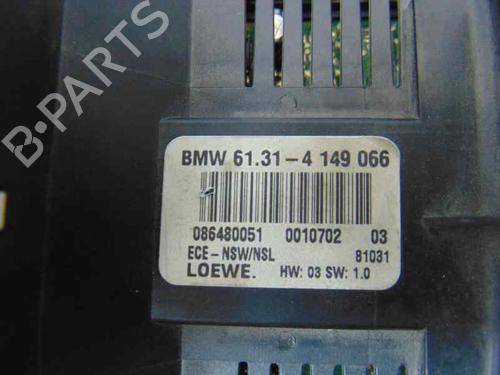 BMW 61.31-4 149 066
086480051 0010702 03
ECE-NSW/NSL 81031
LOEWE. HW: 03 SW: 1.0
B-PARTS